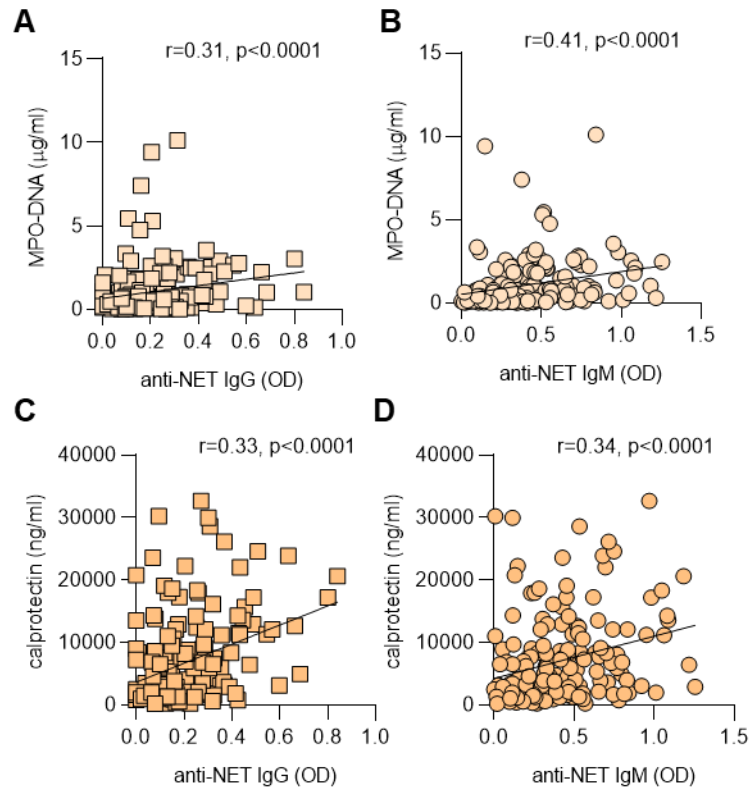 A
r=0.31, p<0.0001
MPO-DNA (μg/ml)
15
10
5
0
0.0 0.2 0.4 0.6 0.8 1.0
anti-NET IgG (OD)
B
r=0.41, p<0.0001
MPO-DNA (μg/ml)
15
10
5
0
0.0 0.5 1.0 1.5
anti-NET IgM (OD)
C
r=0.33, p<0.0001
calprotectin (ng/ml)
40000
30000
20000
10000
0
0.0 0.2 0.4 0.6 0.8 1.0
anti-NET IgG (OD)
D
r=0.34, p<0.0001
calprotectin (ng/ml)
40000
30000
20000
10000
0
0.0 0.5 1.0 1.5
anti-NET IgM (OD)